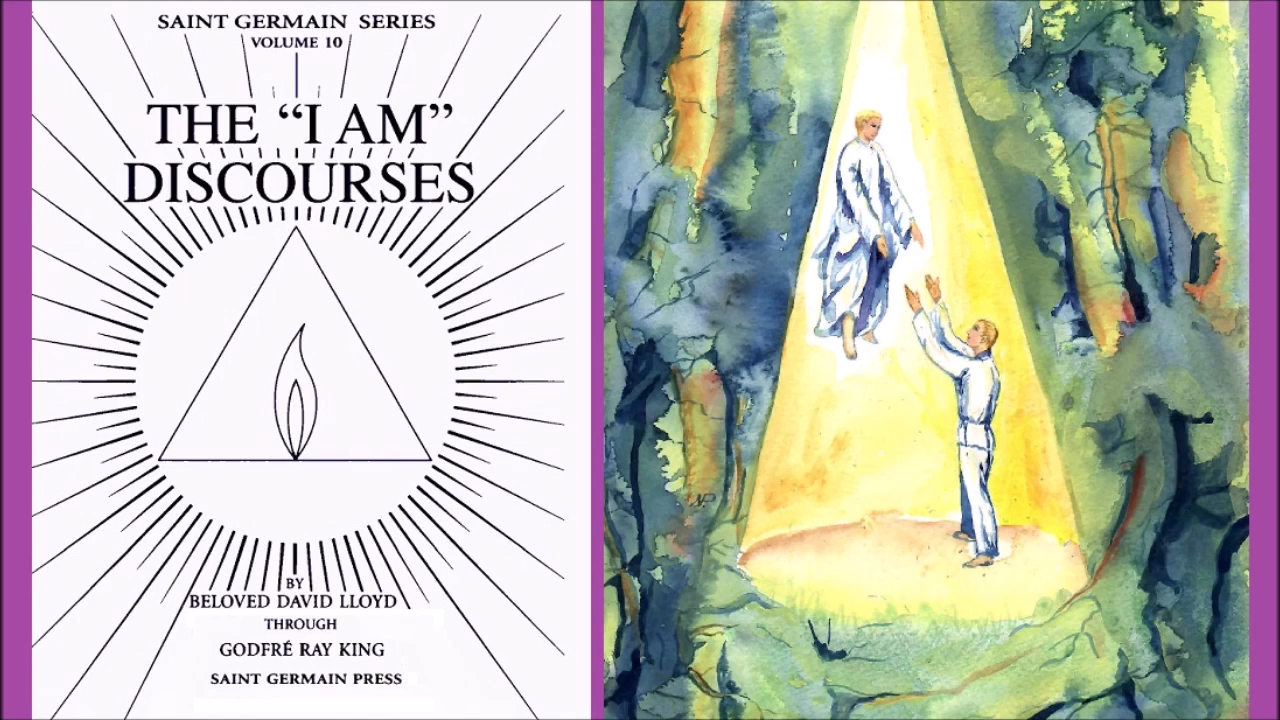 SAINT GERMAIN SERIES
VOLUME 10
THE “I AM”
DISCOURSES
BY
BELOVED DAVID LLOYD
THROUGH
GODFRÉ RAY KING
SAINT GERMAIN PRESS